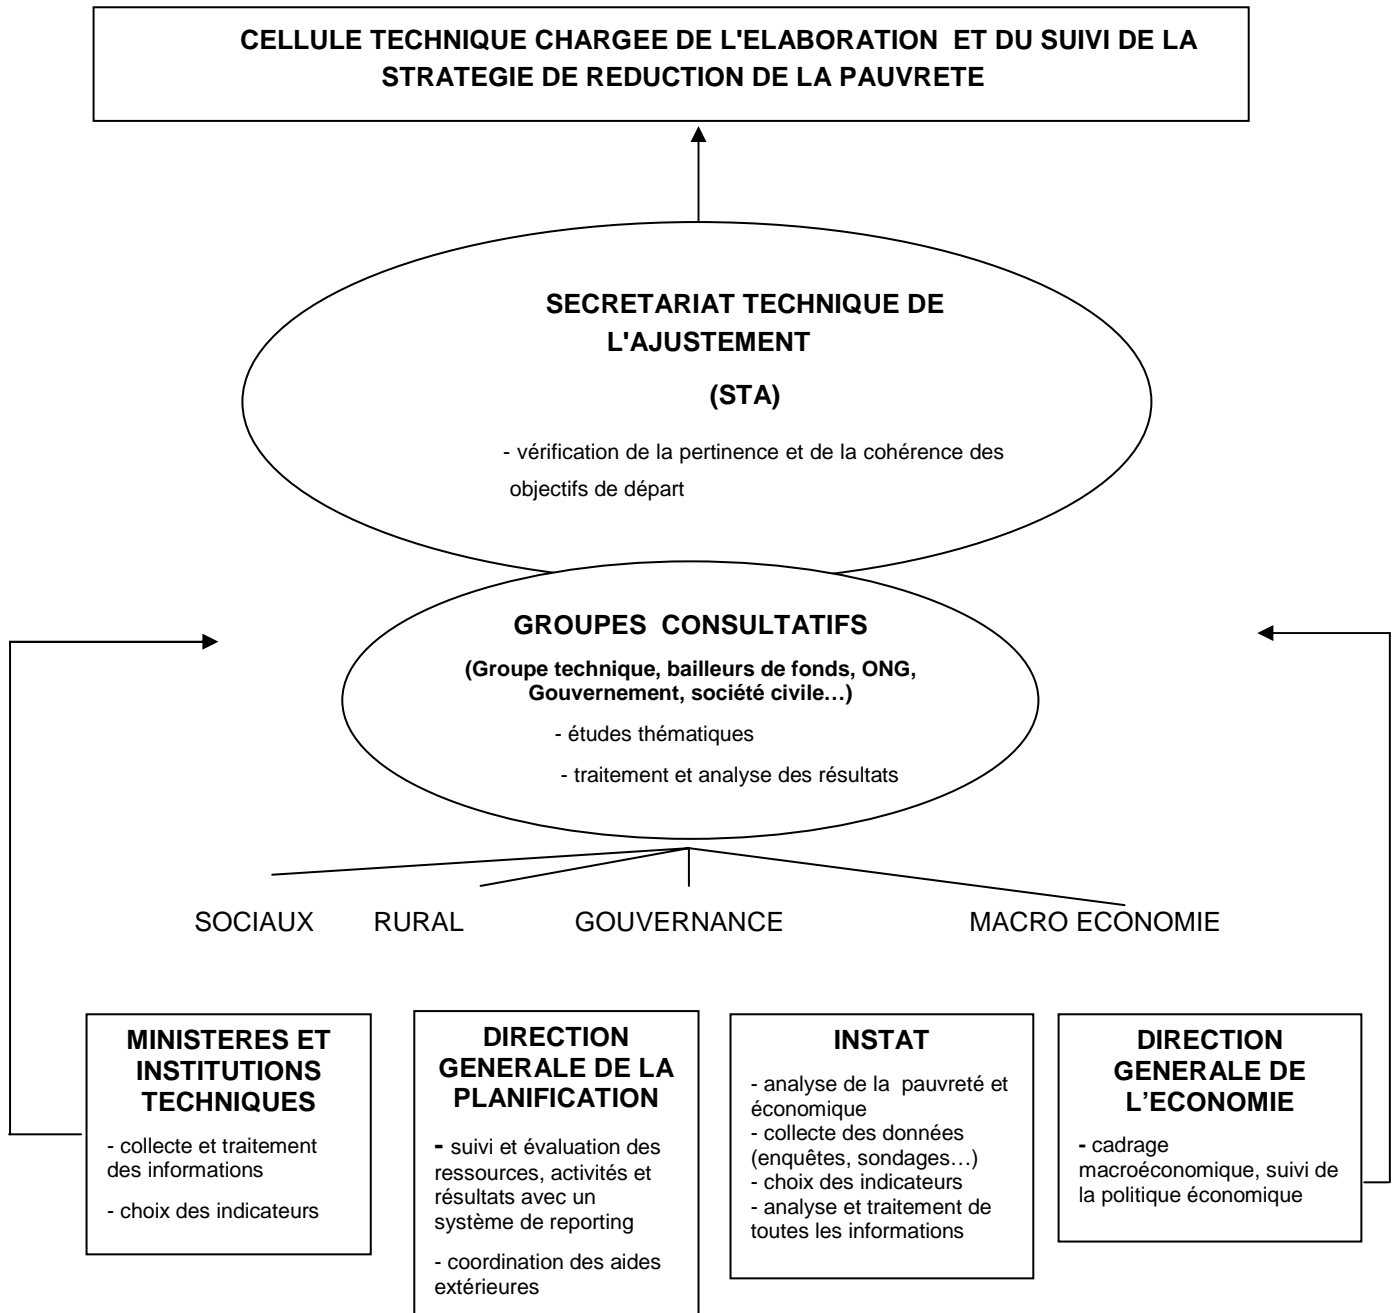 CELLULE TECHNIQUE CHARGEE DE L'ELABORATION ET DU SUIVI DE LA
STRATEGIE DE REDUCTION DE LA PAUVRETE
SECRETARIAT TECHNIQUE DE
L'AJUSTEMENT
(STA)
- vérification de la pertinence et de la cohérence des
objectifs de départ
GROUPES CONSULTATIFS
(Groupe technique, bailleurs de fonds, ONG,
Gouvernement, société civile…)
- études thématiques
- traitement et analyse des résultats
SOCIAUX RURAL GOUVERNANCE MACRO ECONOMIE
MINISTERES ET
INSTITUTIONS
TECHNIQUES
- collecte et traitement
des informations
- choix des indicateurs
DIRECTION
GENERALE DE LA
PLANIFICATION
- suivi et évaluation des
ressources, activités et
résultats avec un
système de reporting
- coordination des aides
extérieures
INSTAT
- analyse de la pauvreté et
économique
- collecte des données
(enquêtes, sondages…)
- choix des indicateurs
- analyse et traitement de
toutes les informations
DIRECTION
GENERALE DE
L’ECONOMIE
- cadrage
macroéconomique, suivi de
la politique économique